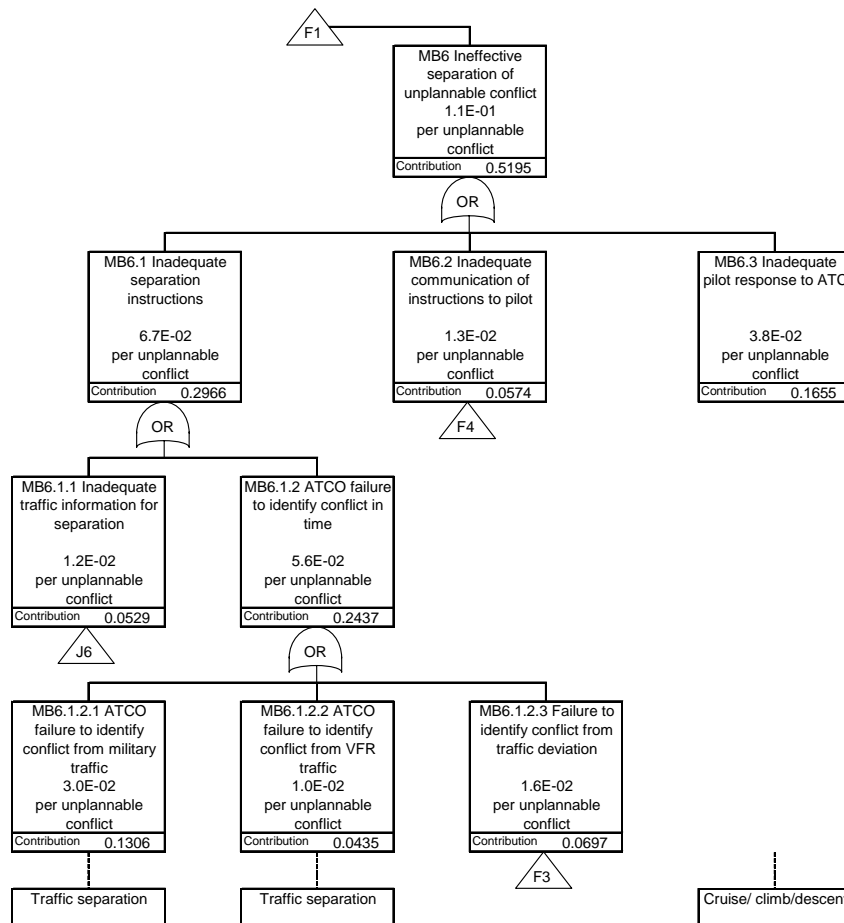 F1
MB6 Ineffective
separation of
unplannable conflict
1.1E-01
per unplannable
conflict
Contribution 0.5195
OR
MB6.1 Inadequate
separation
instructions
6.7E-02
per unplannable
conflict
Contribution 0.2966
MB6.2 Inadequate
communication of
instructions to pilot
1.3E-02
per unplannable
conflict
Contribution 0.0574
MB6.3 Inadequate
pilot response to ATC
3.8E-02
per unplannable
conflict
Contribution 0.1655
OR
F4
MB6.1.1 Inadequate
traffic information for
separation
1.2E-02
per unplannable
conflict
Contribution 0.0529
MB6.1.2 ATCO failure
to identify conflict in
time
5.6E-02
per unplannable
conflict
Contribution 0.2437
J6
OR
MB6.1.2.1 ATCO
failure to identify
conflict from military
traffic
3.0E-02
per unplannable
conflict
Contribution 0.1306
MB6.1.2.2 ATCO
failure to identify
conflict from VFR
traffic
1.0E-02
per unplannable
conflict
Contribution 0.0435
MB6.1.2.3 Failure to
identify conflict from
traffic deviation
1.6E-02
per unplannable
conflict
Contribution 0.0697
F3
Traffic separation
Traffic separation
Cruise/ climb/descent